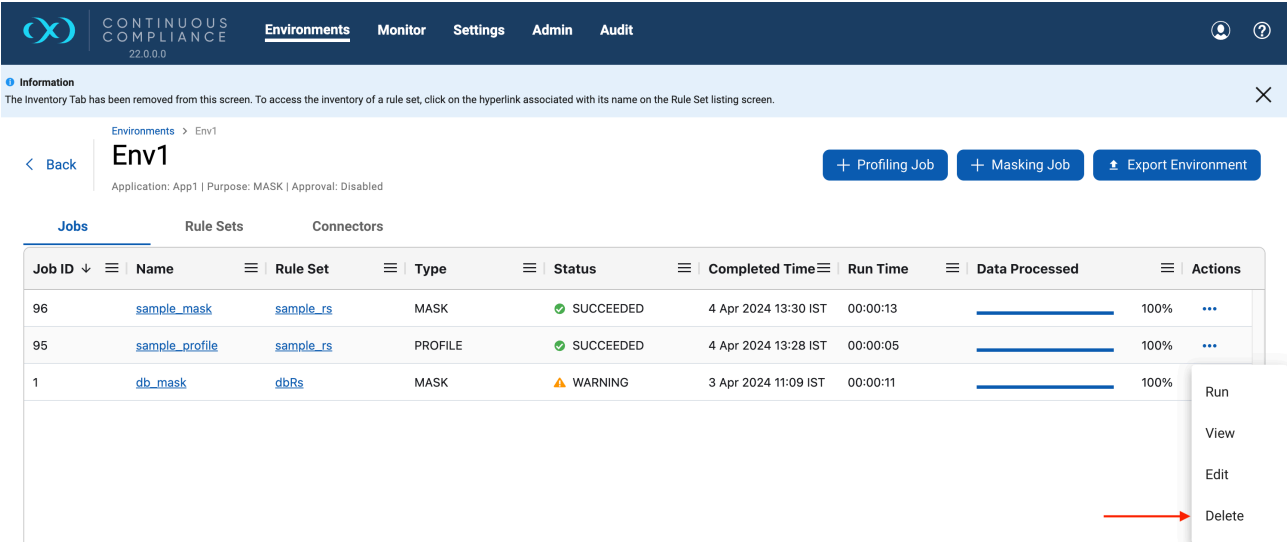 CONTINUOUS
COMPLIANCE
22.0.0.0
Environments Monitor Settings Admin Audit
Information
The Inventory Tab has been removed from this screen. To access the inventory of a rule set, click on the hyperlink associated with its name on the Rule Set listing screen.
Environments > Env1
Back
Env1
Application: App1 | Purpose: MASK | Approval: Disabled
+ Profiling Job + Masking Job Export Environment
Jobs Rule Sets Connectors
Job ID Name Rule Set Type Status Completed Time Run Time Data Processed Actions
96 sample_mask sample_rs MASK SUCCEEDED 4 Apr 2024 13:30 IST 00:00:13 100% •••
95 sample_profile sample_rs PROFILE SUCCEEDED 4 Apr 2024 13:28 IST 00:00:05 100% •••
1 db_mask dbRs MASK WARNING 3 Apr 2024 11:09 IST 00:00:11 100%
Run
View
Edit
Delete